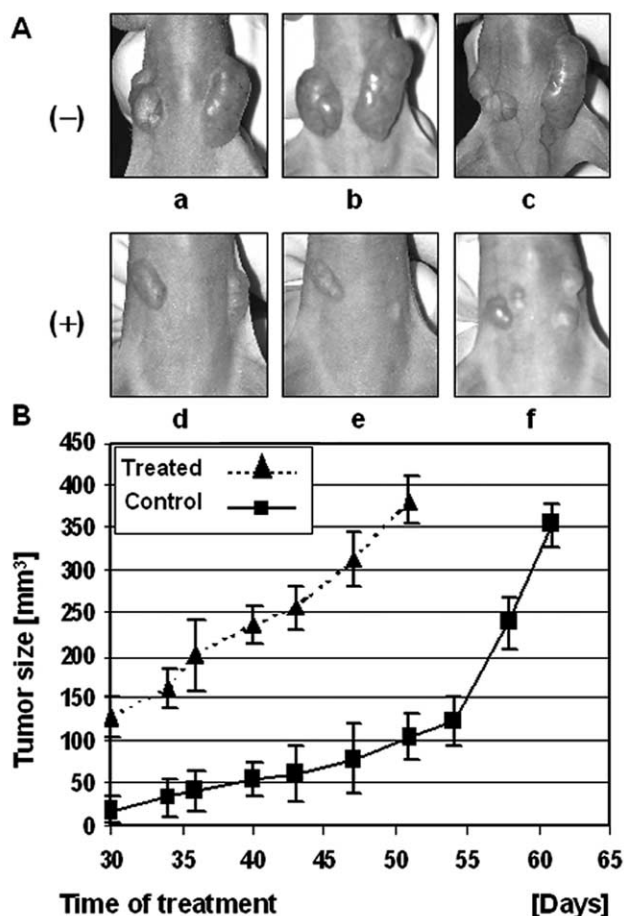 A
(–)
a b c
(+)
d e f
B
450
400
350
300
250
200
150
100
50
0
Tumor size [mm³]
Treated
Control
30 35 40 45 50 55 60 65
Time of treatment [Days]